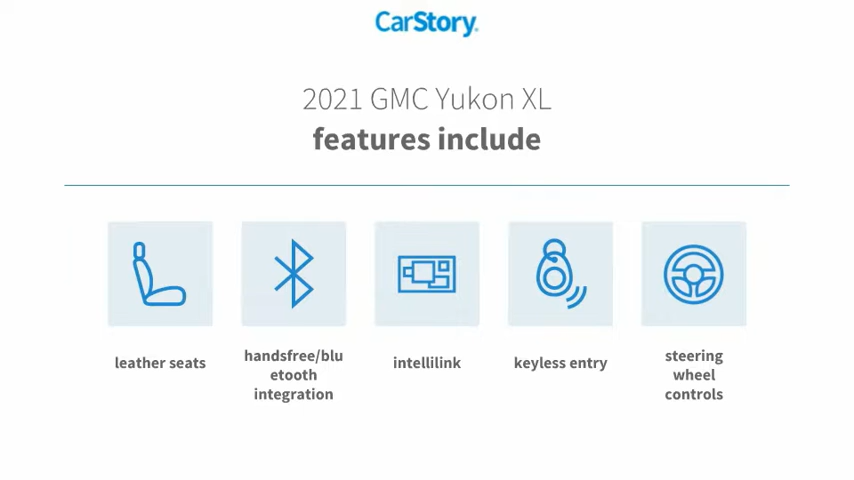 CarStory
2021 GMC Yukon XL
features include
leather seats
handsfree/blu
etooth
integration
intellilink
keyless entry
steering
wheel
controls